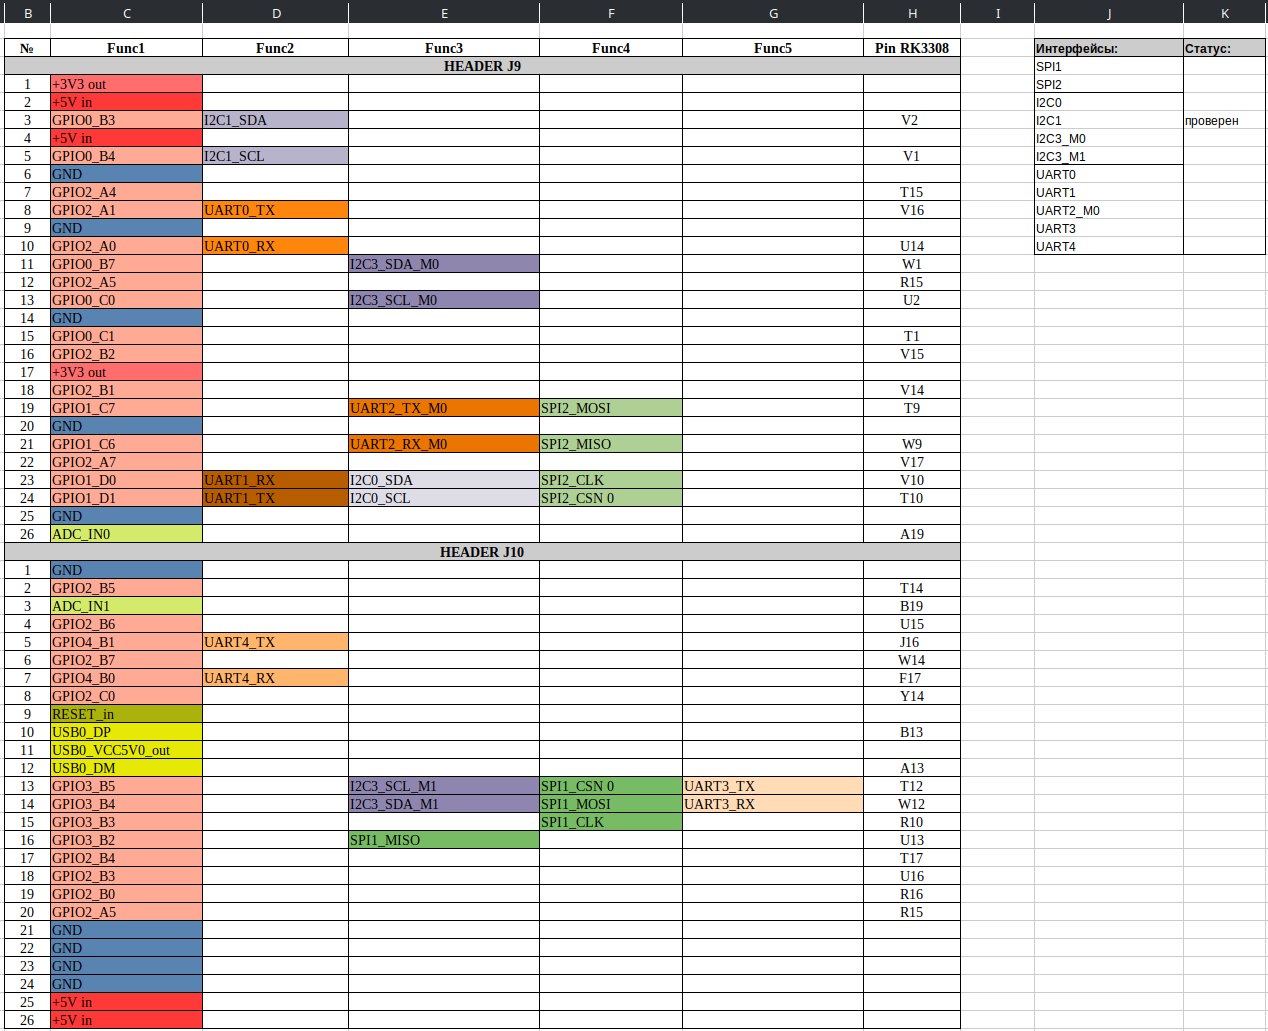 B C D E F G H I J K
№ Func1 Func2 Func3 Func4 Func5 Pin RK3308 Интерфейсы: Статус:
HEADER J9 SPI1
1 +3V3 out SPI2
2 +5V in I2C0
3 GPIO0_B3 I2C1_SDA V2 I2C1 проверен
4 +5V in I2C3_M0
5 GPIO0_B4 I2C1_SCL V1 I2C3_M1
6 GND UART0
7 GPIO2_A4 T15 UART1
8 GPIO2_A1 UART0_TX V16 UART2_M0
9 GND UART3
10 GPIO2_A0 UART0_RX U14 UART4
11 GPIO0_B7 I2C3_SDA_M0 W1
12 GPIO2_A5 R15
13 GPIO0_C0 I2C3_SCL_M0 U2
14 GND
15 GPIO0_C1 T1
16 GPIO2_B2 V15
17 +3V3 out
18 GPIO2_B1 V14
19 GPIO1_C7 UART2_TX_M0 SPI2_MOSI T9
20 GND
21 GPIO1_C6 UART2_RX_M0 SPI2_MISO W9
22 GPIO2_A7 V17
23 GPIO1_D0 UART1_RX I2C0_SDA SPI2_CLK V10
24 GPIO1_D1 UART1_TX I2C0_SCL SPI2_CSN 0 T10
25 GND
26 ADC_IN0 A19
HEADER J10
1 GND
2 GPIO2_B5 T14
3 ADC_IN1 B19
4 GPIO2_B6 U15
5 GPIO4_B1 UART4_TX J16
6 GPIO2_B7 W14
7 GPIO4_B0 UART4_RX F17
8 GPIO2_C0 Y14
9 RESET_in
10 USB0_DP B13
11 USB0_VCC5V0_out
12 USB0_DM A13
13 GPIO3_B5 I2C3_SCL_M1 SPI1_CSN 0 UART3_TX T12
14 GPIO3_B4 I2C3_SDA_M1 SPI1_MOSI UART3_RX W12
15 GPIO3_B3 SPI1_CLK R10
16 GPIO3_B2 SPI1_MISO U13
17 GPIO2_B4 T17
18 GPIO2_B3 U16
19 GPIO2_B0 R16
20 GPIO2_A5 R15
21 GND
22 GND
23 GND
24 GND
25 +5V in
26 +5V in